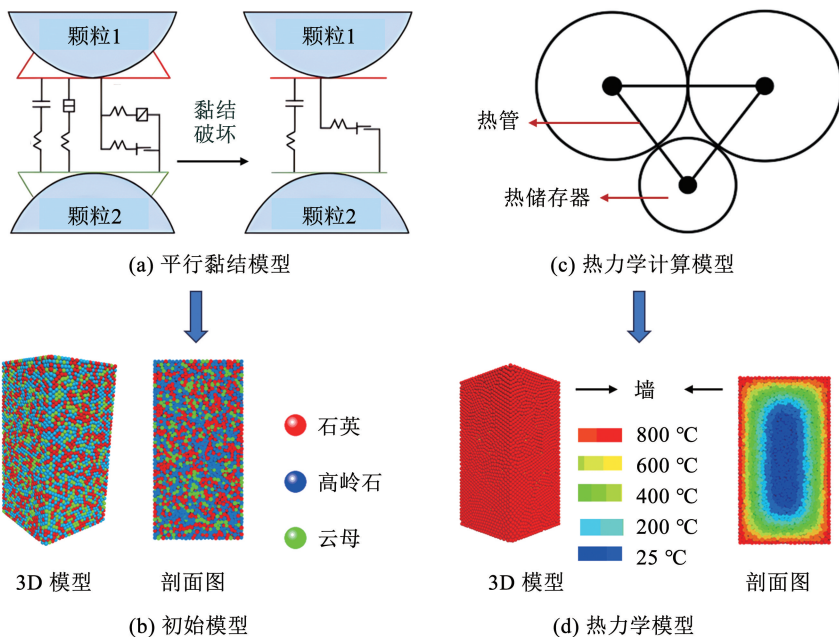 颗粒1
颗粒1
黏结
破坏
颗粒2
颗粒2
(a) 平行黏结模型
热管
热储存器
(c) 热力学计算模型
石英
高岭石
云母
3D 模型
剖面图
(b) 初始模型
墙
800 ℃
600 ℃
400 ℃
200 ℃
25 ℃
3D 模型
剖面图
(d) 热力学模型